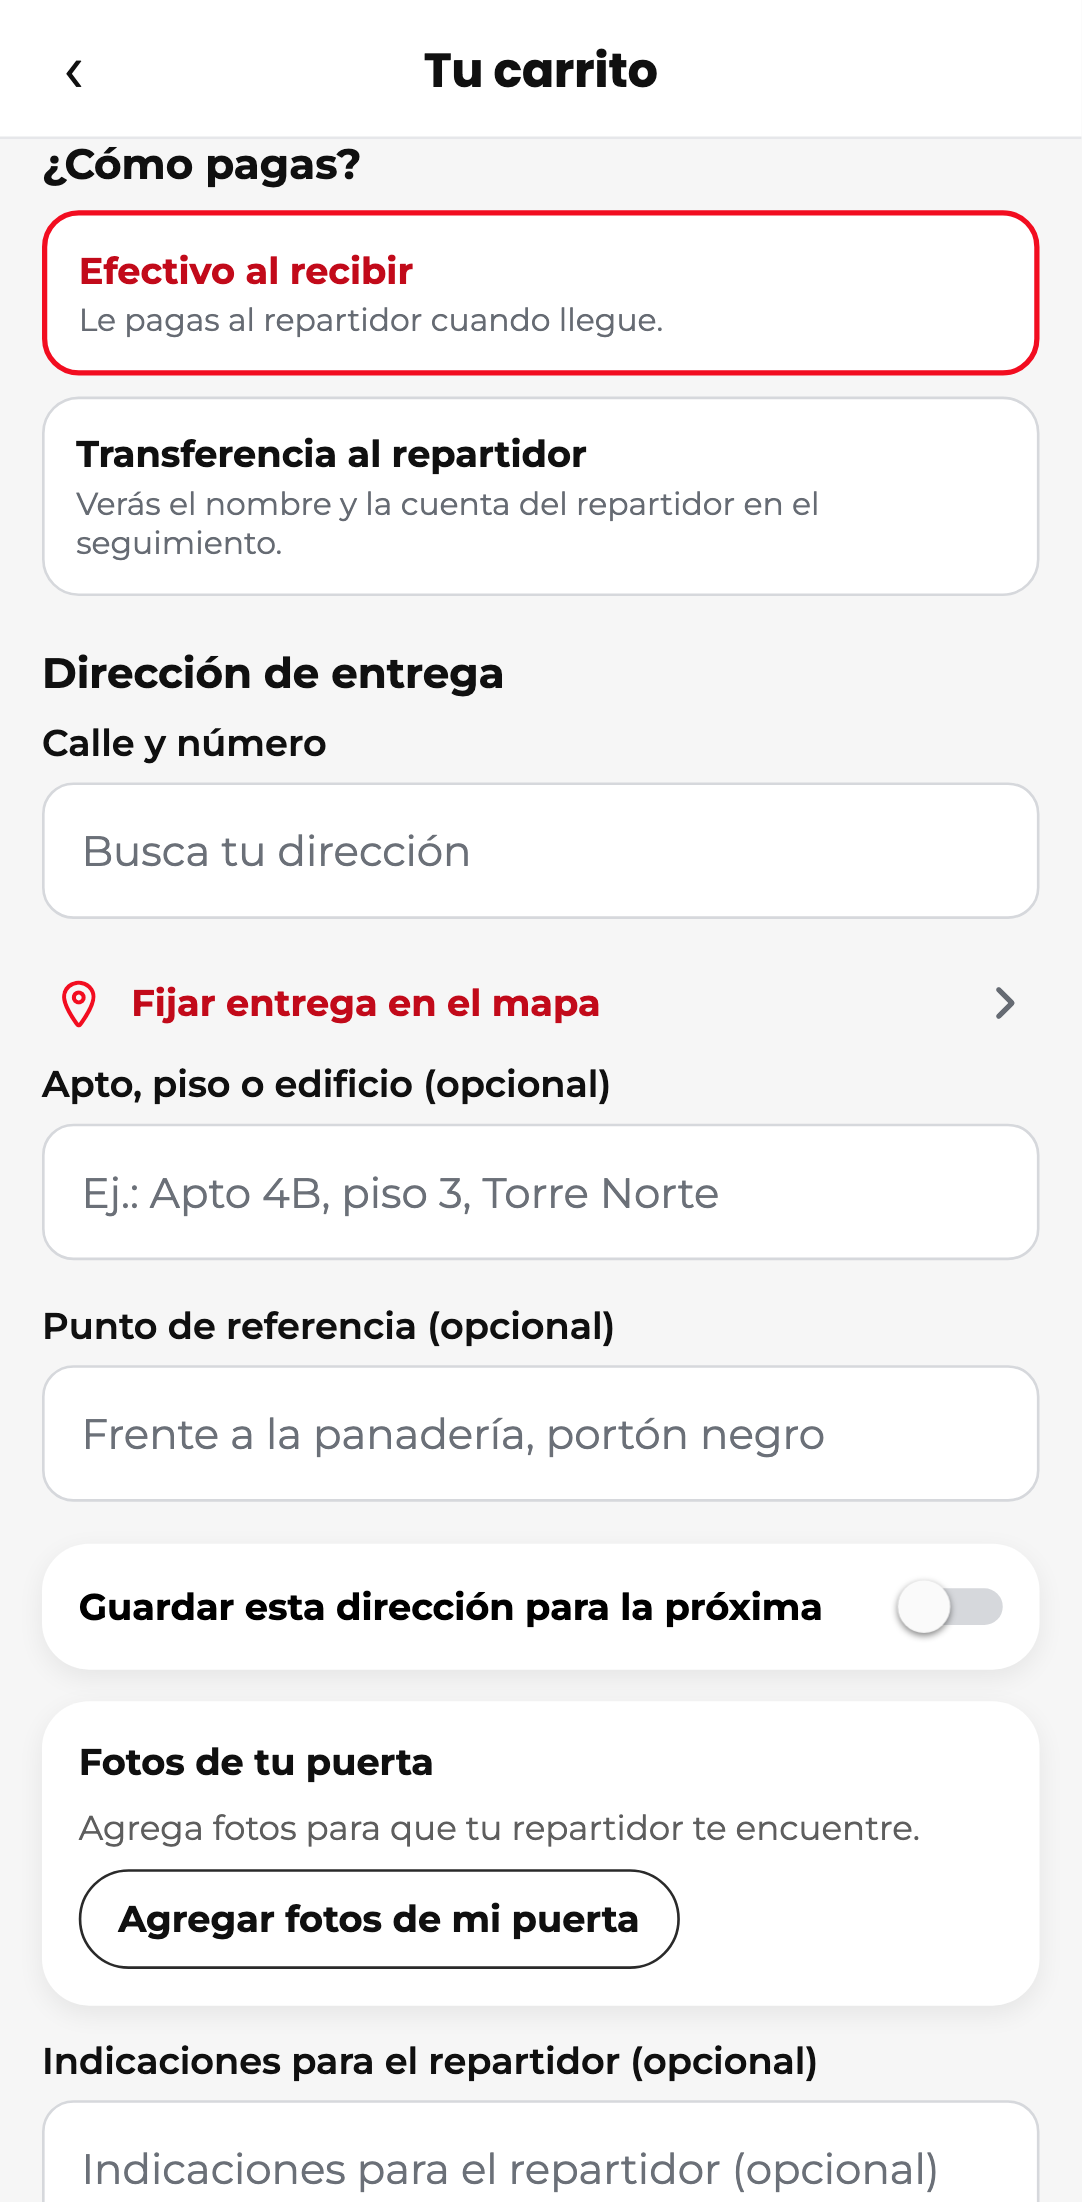 Tu carrito
¿Cómo pagas?
Efectivo al recibir
Le pagas al repartidor cuando llegue.
Transferencia al repartidor
Verás el nombre y la cuenta del repartidor en el
seguimiento.
Dirección de entrega
Calle y número
Busca tu dirección
Fijar entrega en el mapa
Apto, piso o edificio (opcional)
Ej.: Apto 4B, piso 3, Torre Norte
Punto de referencia (opcional)
Frente a la panadería, portón negro
Guardar esta dirección para la próxima
Fotos de tu puerta
Agrega fotos para que tu repartidor te encuentre.
Agregar fotos de mi puerta
Indicaciones para el repartidor (opcional)
Indicaciones para el repartidor (opcional)